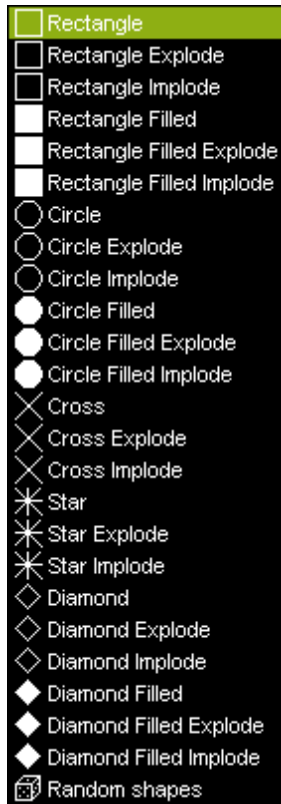 Rectangle
Rectangle Explode
Rectangle Implode
Rectangle Filled
Rectangle Filled Explode
Rectangle Filled Implode
Circle
Circle Explode
Circle Implode
Circle Filled
Circle Filled Explode
Circle Filled Implode
Cross
Cross Explode
Cross Implode
Star
Star Explode
Star Implode
Diamond
Diamond Explode
Diamond Implode
Diamond Filled
Diamond Filled Explode
Diamond Filled Implode
Random shapes